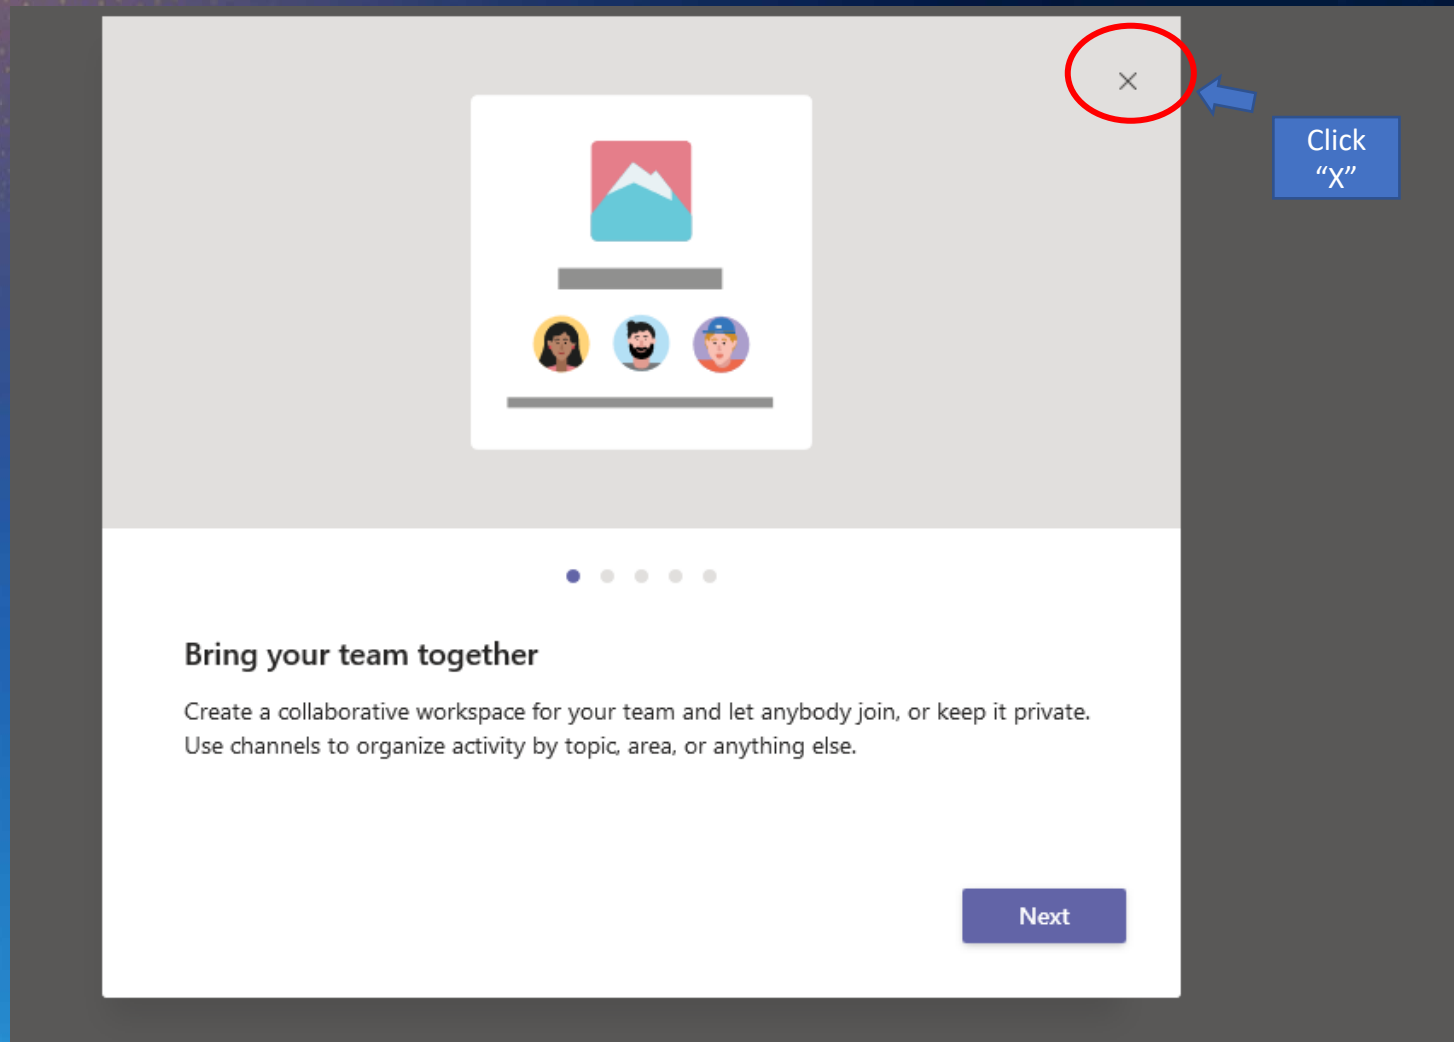 Click
“X”
Bring your team together
Create a collaborative workspace for your team and let anybody join, or keep it private.
Use channels to organize activity by topic, area, or anything else.
Next